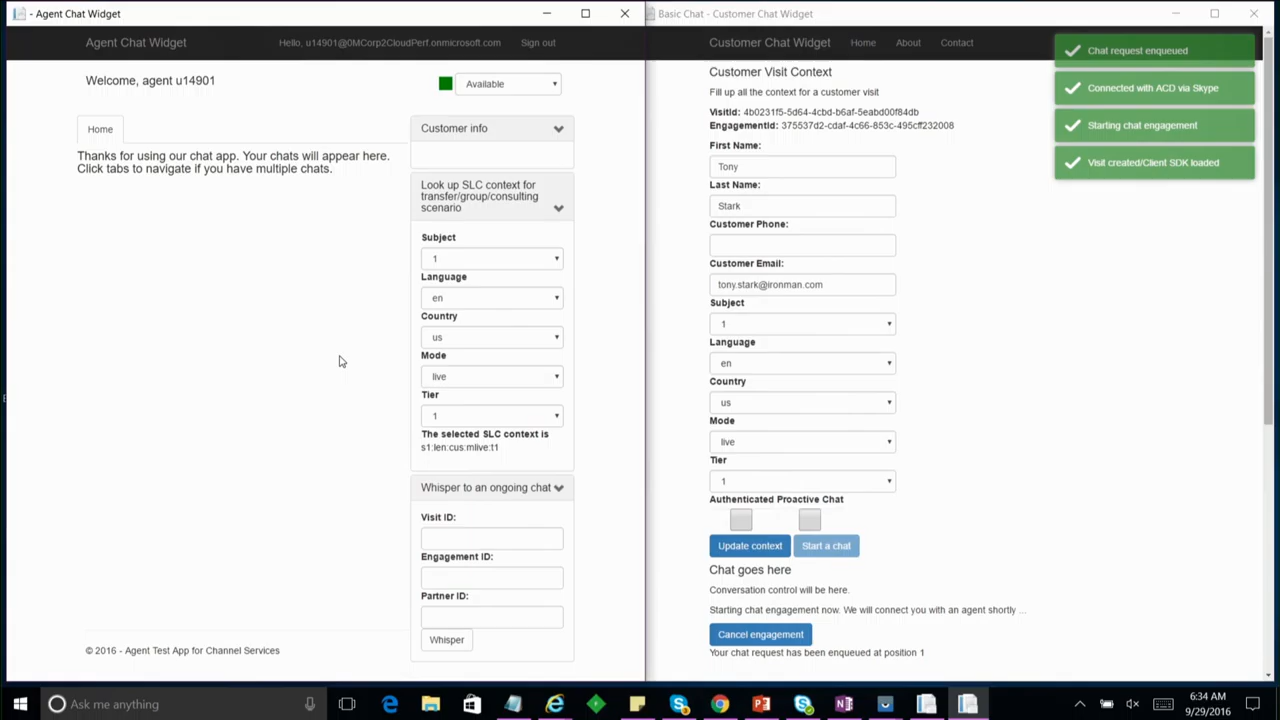 - Agent Chat Widget
Agent Chat Widget
Hello, u14901@0MCorp2CloudPerf.onmicrosoft.com
Sign out
Welcome, agent u14901
Available
Home
Thanks for using our chat app. Your chats will appear here.
Click tabs to navigate if you have multiple chats.
Customer info
Look up SLC context for
transfer/group/consulting
scenario
Subject
1
Language
en
Country
us
Mode
live
Tier
1
The selected SLC context is
s1:len:cus:mlive:t1
Whisper to an ongoing chat
Visit ID:
Engagement ID:
Partner ID:
Whisper
© 2016 - Agent Test App for Channel Services
Basic Chat - Customer Chat Widget
Customer Chat Widget
Home
About
Contact
Chat request enqueued
Connected with ACD via Skype
Starting chat engagement
Visit created/Client SDK loaded
Customer Visit Context
Fill up all the context for a customer visit
VisitId: 4b0231f5-5d64-4cbd-b6af-5eabd00f84db
EngagementId: 375537d2-cdaf-4c66-853c-495cff232008
First Name:
Tony
Last Name:
Stark
Customer Phone:
Customer Email:
tony.stark@ironman.com
Subject
1
Language
en
Country
us
Mode
live
Tier
1
Authenticated Proactive Chat
Update context
Start a chat
Chat goes here
Conversation control will be here.
Starting chat engagement now. We will connect you with an agent shortly ...
Cancel engagement
Your chat request has been enqueued at position 1
Ask me anything
6:34 AM
9/29/2016